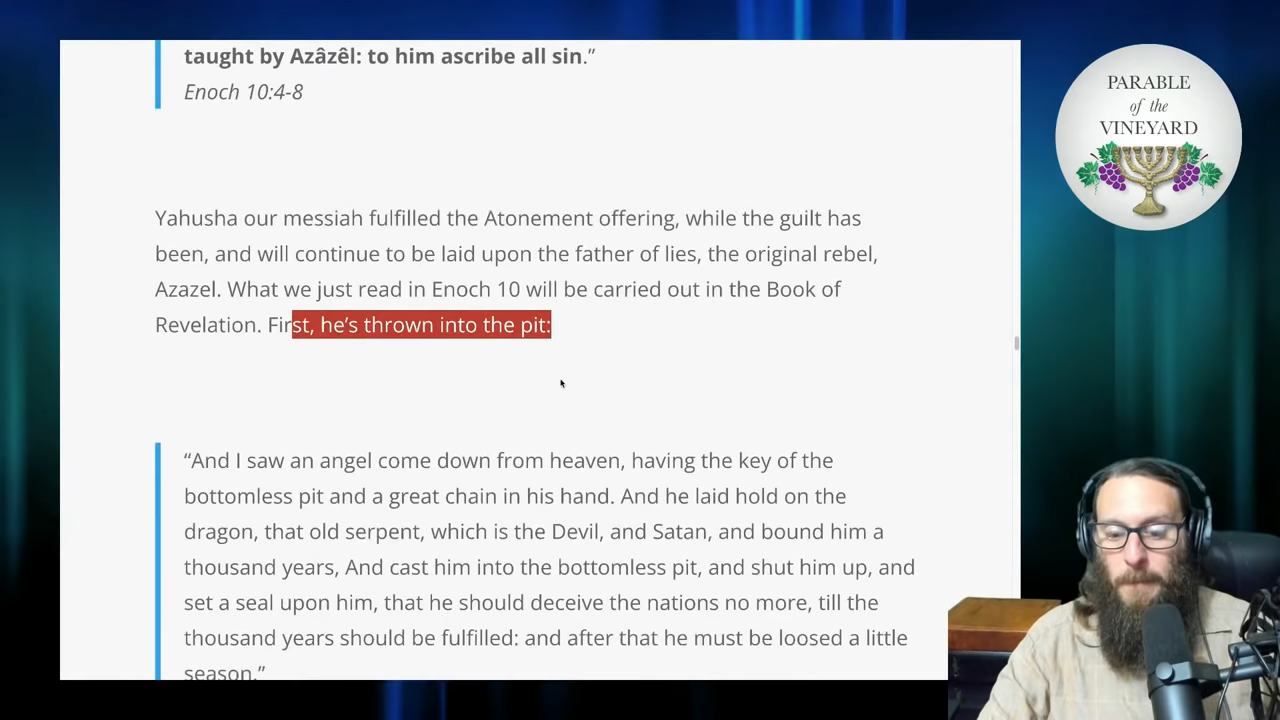 taught by Azâzêl: to him ascribe all sin.”
Enoch 10:4-8
Yahusha our messiah fulfilled the Atonement offering, while the guilt has
been, and will continue to be laid upon the father of lies, the original rebel,
Azazel. What we just read in Enoch 10 will be carried out in the Book of
Revelation. First, he’s thrown into the pit:
“And I saw an angel come down from heaven, having the key of the
bottomless pit and a great chain in his hand. And he laid hold on the
dragon, that old serpent, which is the Devil, and Satan, and bound him a
thousand years, And cast him into the bottomless pit, and shut him up, and
set a seal upon him, that he should deceive the nations no more, till the
thousand years should be fulfilled: and after that he must be loosed a little
season.”
PARABLE
of the
VINEYARD